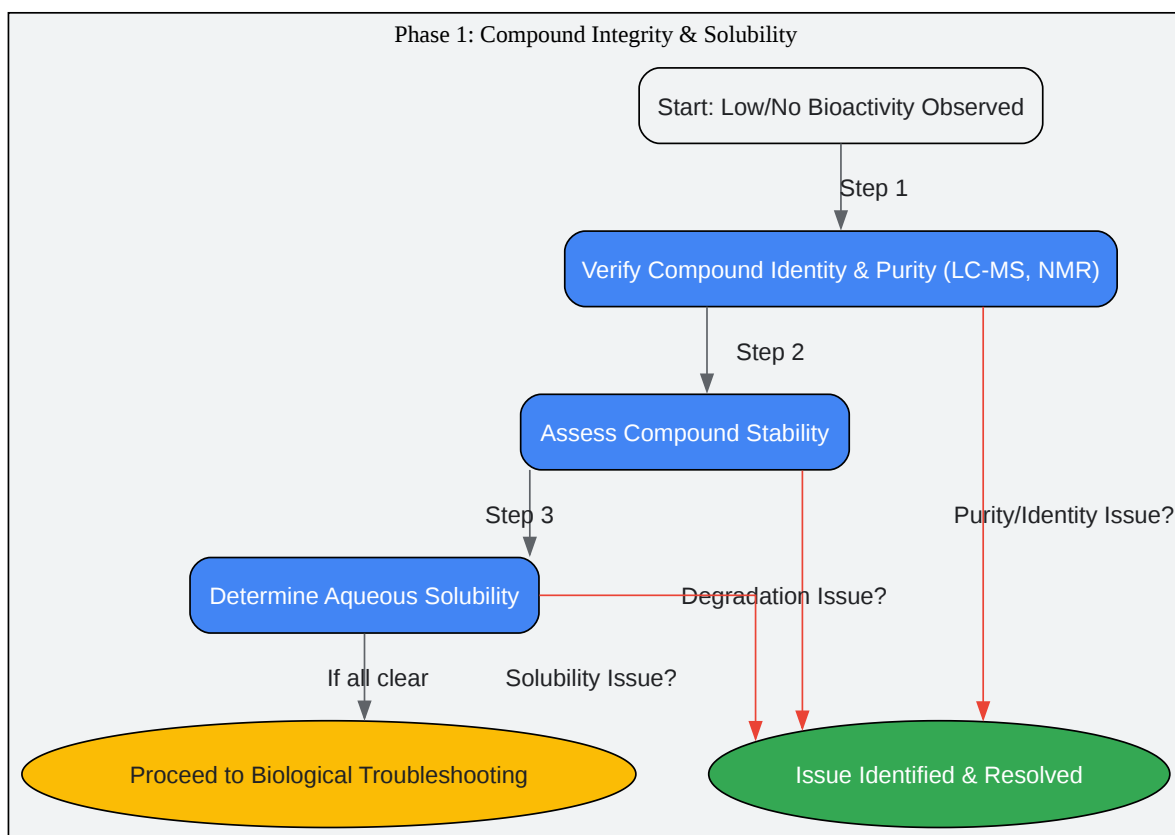 Phase 1: Compound Integrity & Solubility
Start: Low/No Bioactivity Observed
Step 1
Verify Compound Identity & Purity (LC-MS, NMR)
Step 2
Assess Compound Stability
Step 3
Purity/Identity Issue?
Determine Aqueous Solubility
Degradation Issue?
If all clear
Solubility Issue?
Proceed to Biological Troubleshooting
Issue Identified & Resolved